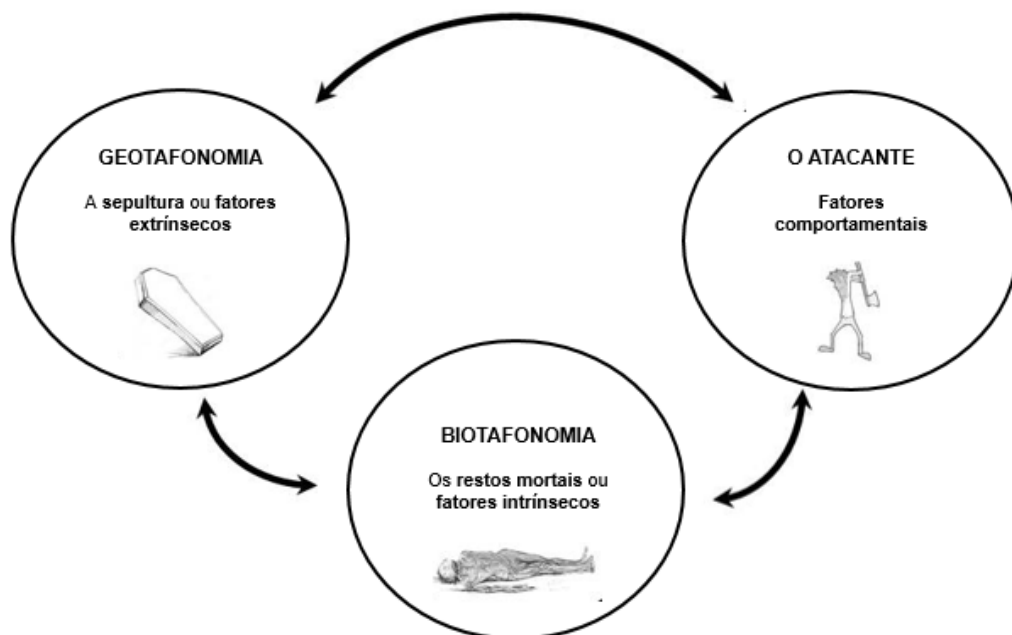 GEOTAFONOMIA
A sepultura ou fatores
extrínsecos
O ATACANTE
Fatores
comportamentais
BIOTAFONOMIA
Os restos mortais ou
fatores intrínsecos